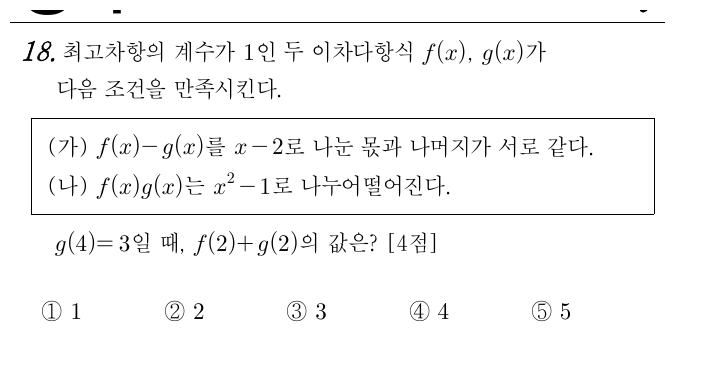 18. 최고차항의 계수가 1인 두 이차다항식 f(x), g(x)가
다음 조건을 만족시킨다.
(가) f(x)-g(x)를 x-2로 나눈 몫과 나머지가 서로 같다.
(나) f(x)g(x)는 x²-1로 나누어떨어진다.
g(4)=3일 때, f(2)+g(2)의 값은? [4점]
① 1 ② 2 ③ 3 ④ 4 ⑤ 5